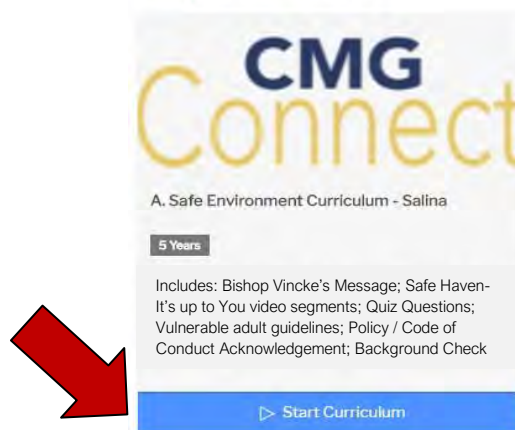 CMG
Connect
A. Safe Environment Curriculum - Salina
5 Years
Includes: Bishop Vincke's Message; Safe Haven-
It's up to You video segments; Quiz Questions;
Vulnerable adult guidelines; Policy / Code of
Conduct Acknowledgement; Background Check
Start Curriculum